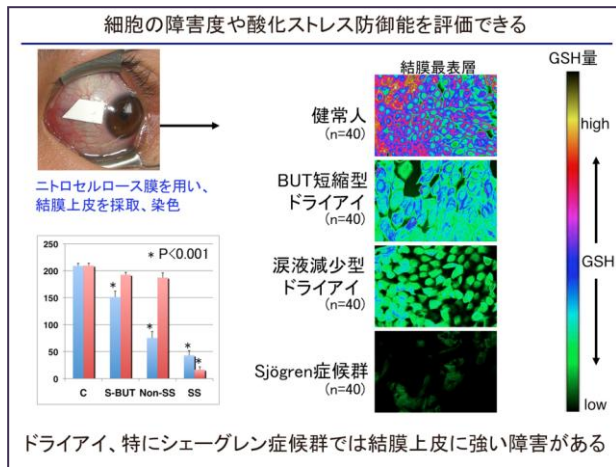 細胞の障害度や酸化ストレス防御能を評価できる
ニトロセルロース膜を用い、
結膜上皮を採取、染色
結膜最表層
健常人
(n=40)
BUT短縮型
ドライアイ
(n=40)
涙液減少型
ドライアイ
(n=40)
Sjögren症候群
(n=40)
GSH量
high
GSH
low
* P<0.001
250
200
150
100
50
0
*
*
*
*
C S-BUT Non-SS SS
ドライアイ、特にシェーグレン症候群では結膜上皮に強い障害がある